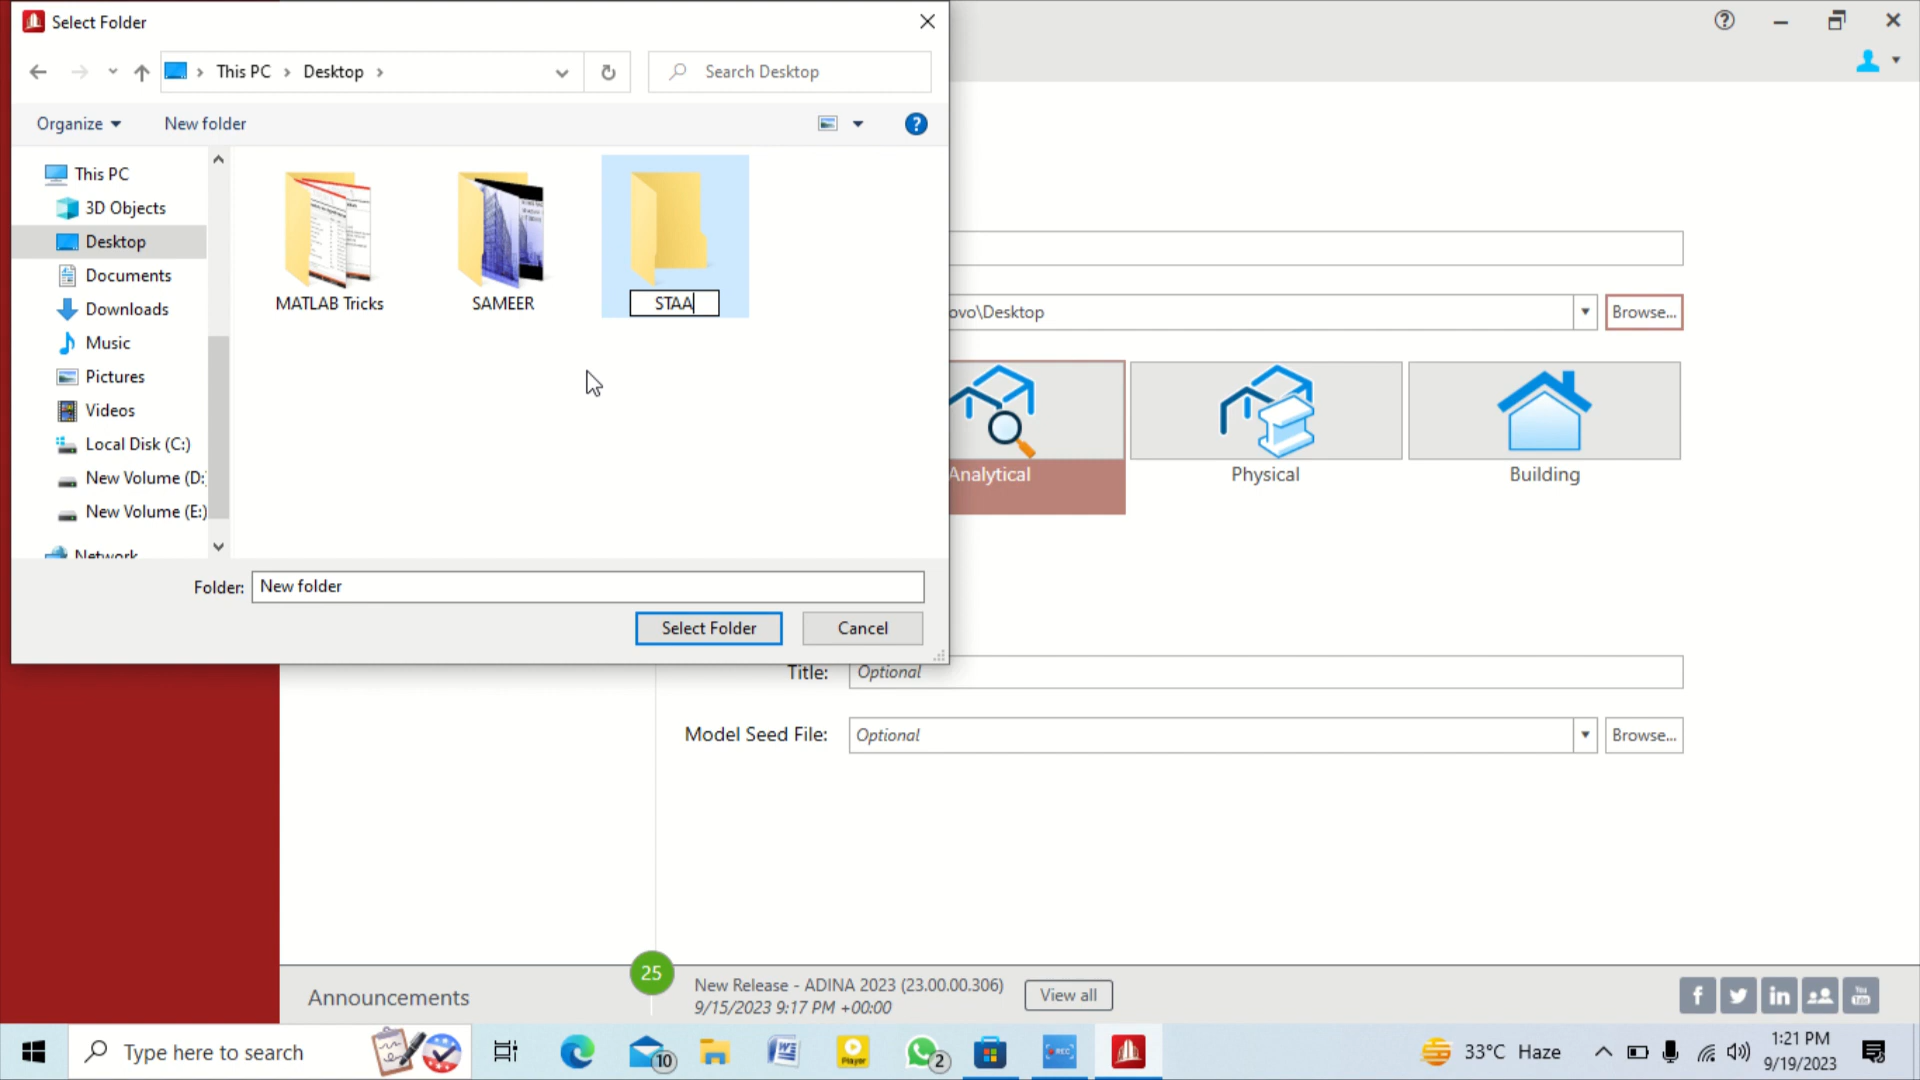 Select Folder
This PC > Desktop >
Search Desktop
Organize
New folder
This PC
3D Objects
Desktop
Documents
Downloads
Music
Pictures
Videos
Local Disk (C:)
New Volume (D:
New Volume (E:)
Network
MATLAB Tricks
SAMEER
STAA
Folder: New folder
Select Folder
Cancel
ovo\Desktop
Browse...
Analytical
Physical
Building
Title: Optional
Model Seed File: Optional
Browse...
Announcements
25
New Release - ADINA 2023 (23.00.00.306)
9/15/2023 9:17 PM +00:00
View all
Type here to search
10
Player
2
REC
33°C Haze
1:21 PM
9/19/2023